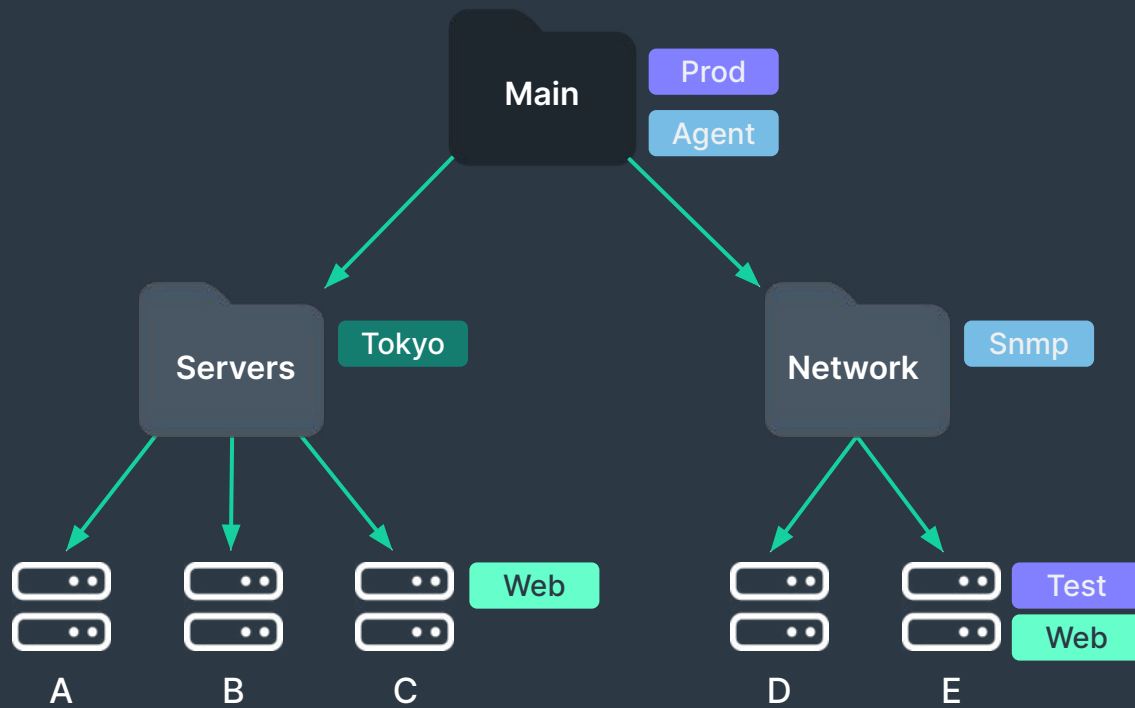 Main
Prod
Agent
Servers
Tokyo
Network
Snmp
Web
Test
Web
A
B
C
D
E